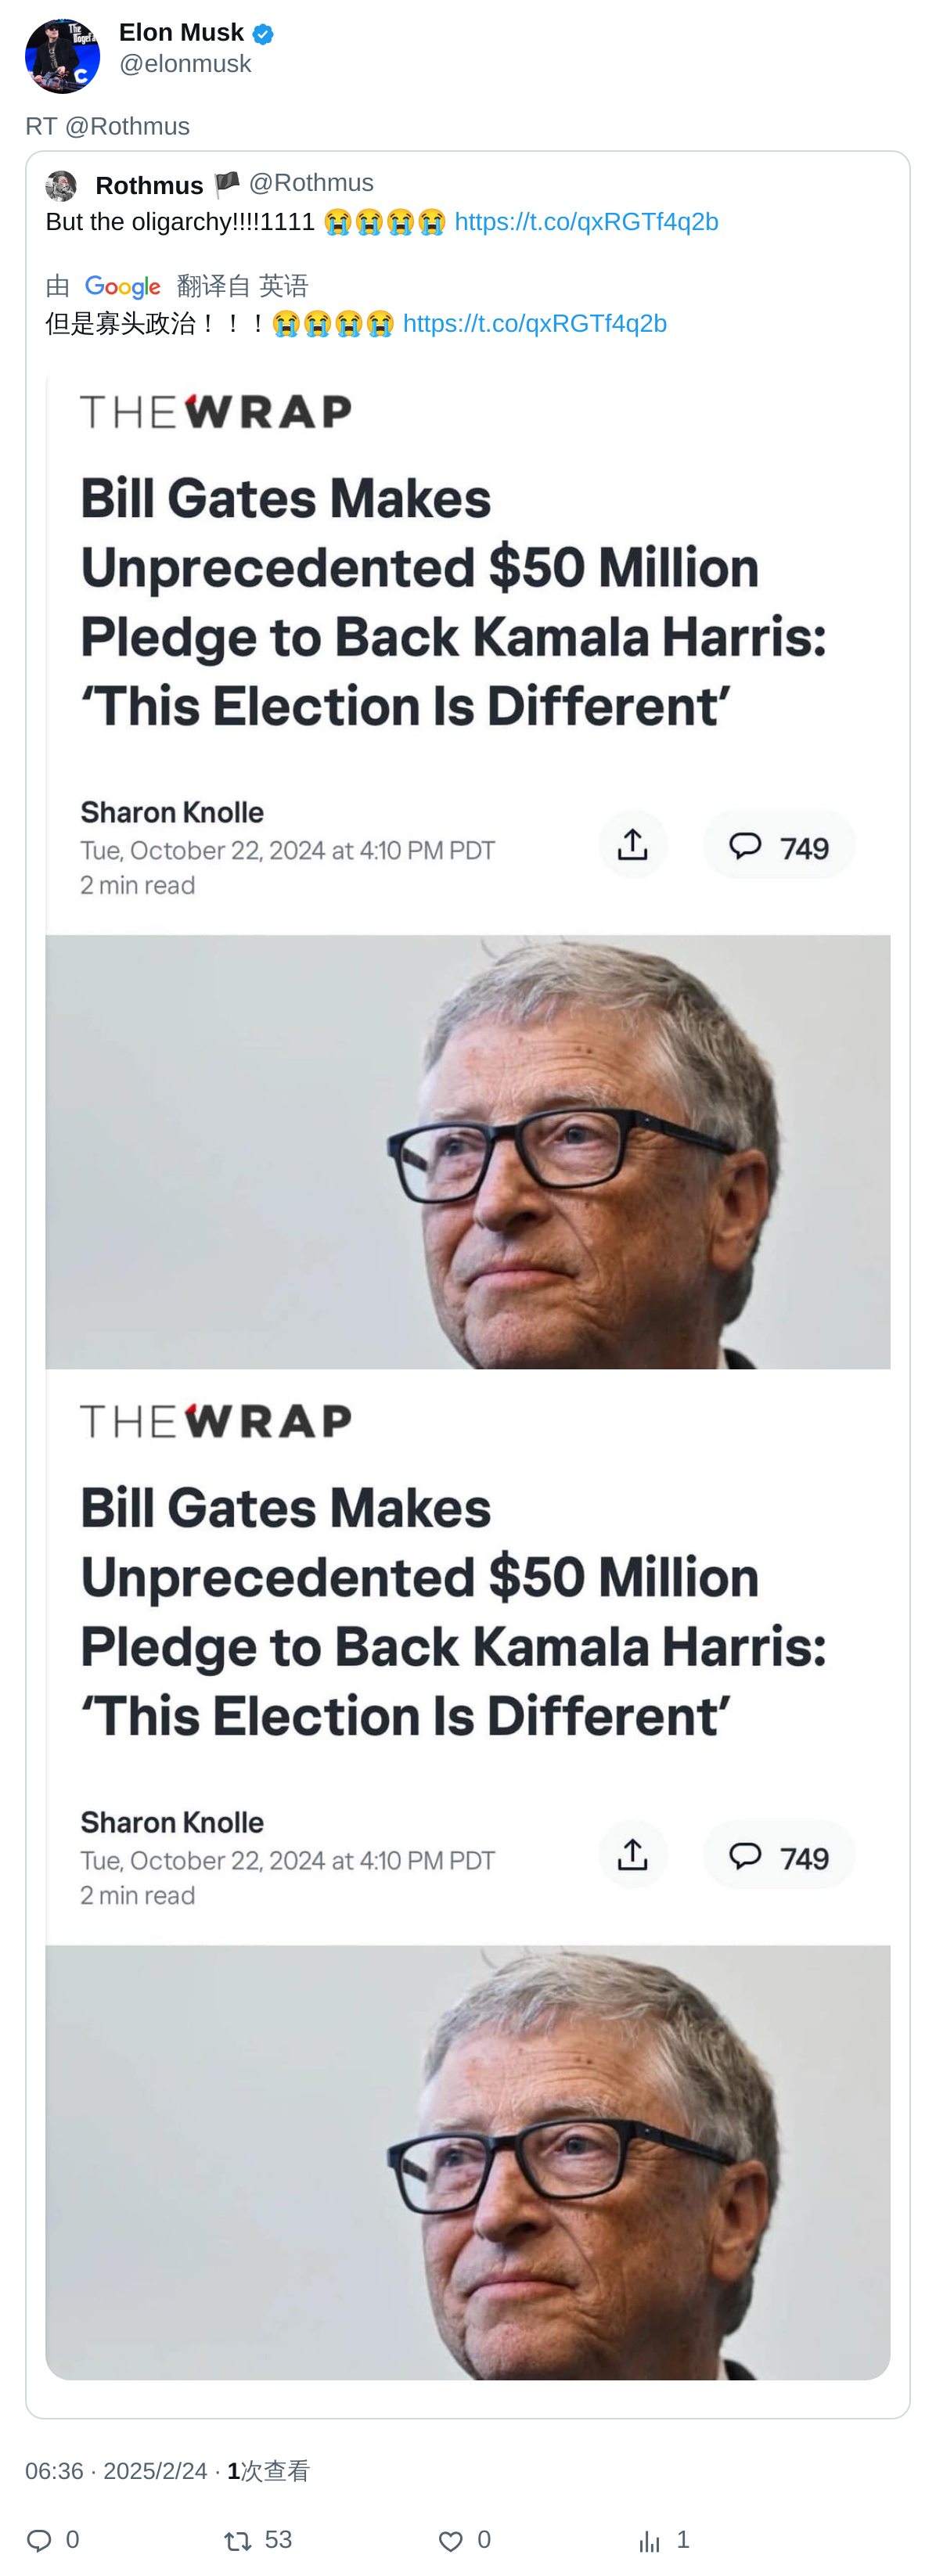 Elon Musk
@elonmusk
RT @Rothmus
Rothmus 🏴 @Rothmus
But the oligarchy!!!!1111 😭😭😭😭 https://t.co/qxRGTf4q2b
由 Google 翻译自 英语
但是寡头政治！！！😭😭😭😭 https://t.co/qxRGTf4q2b
THEWRAP
Bill Gates Makes
Unprecedented $50 Million
Pledge to Back Kamala Harris:
‘This Election Is Different’
Sharon Knolle
Tue, October 22, 2024 at 4:10 PM PDT
2 min read
749
THEWRAP
Bill Gates Makes
Unprecedented $50 Million
Pledge to Back Kamala Harris:
‘This Election Is Different’
Sharon Knolle
Tue, October 22, 2024 at 4:10 PM PDT
2 min read
749
06:36 · 2025/2/24 · 1次查看
0 53 0 1